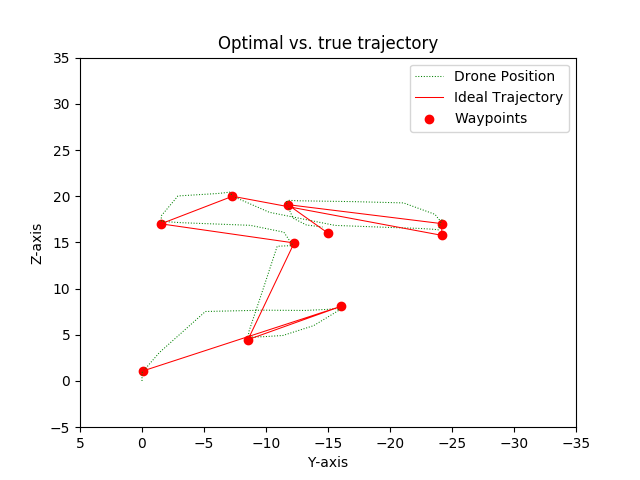 Optimal vs. true trajectory
Drone Position
Ideal Trajectory
Waypoints
35
30
25
20
15
10
5
0
−5
Z-axis
5 0 −5 −10 −15 −20 −25 −30 −35
Y-axis